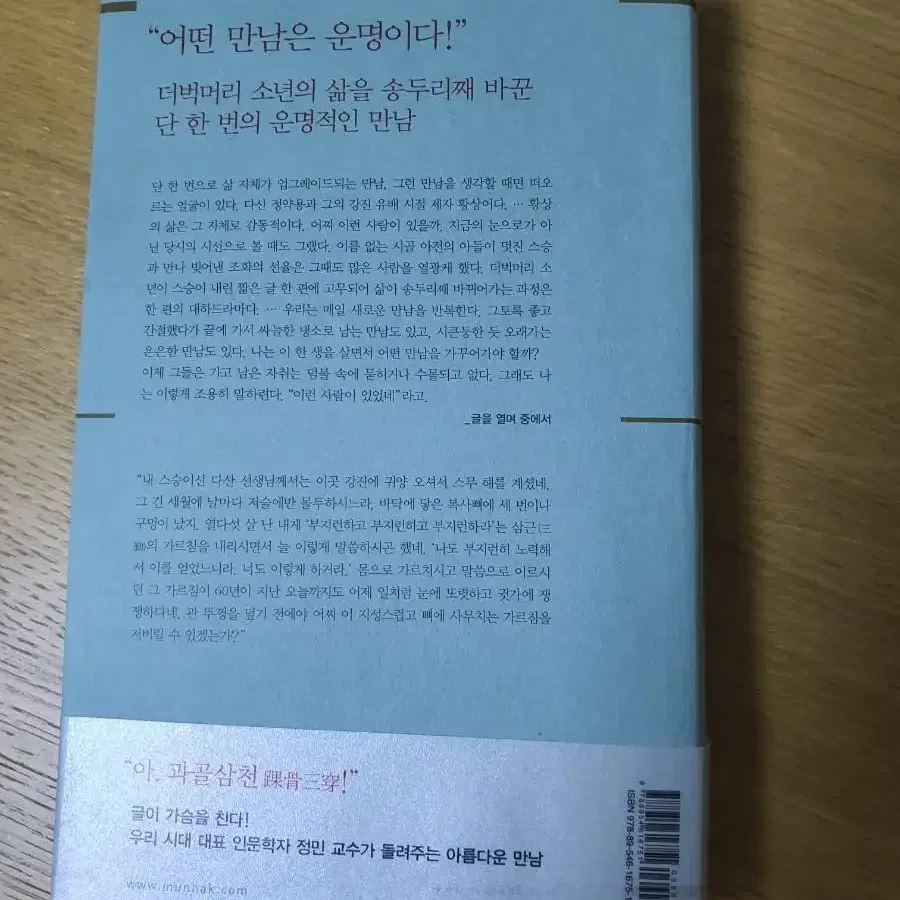 “어떤 만남은 운명이다!”
더벅머리 소년의 삶을 송두리째 바꾼
단 한 번의 운명적인 만남
단 한 번으로 삶 자체가 업그레이드되는 만남. 그런 만남을 생각할 때면 떠오
르는 얼굴이 있다. 다산 정약용과 그의 강진 유배 시절 제자 황상이다. … 황상
의 삶은 그 자체로 감동적이다. 어찌 이런 사람이 있을까. 지금의 눈으로가 아
닌 당시의 시선으로 볼 때도 그랬다. 이름 없는 시골 아전의 아들이 멋진 스승
과 만나 빚어낸 조화의 선율은 그때도 많은 사람을 열광케 했다. 더벅머리 소
년이 스승이 내린 짧은 글 한 편에 고무되어 삶이 송두리째 바뀌어가는 과정은
한 편의 대하드라마다. … 우리는 매일 새로운 만남을 반복한다. 그토록 좋고
간절했다가 끝에 가서 싸늘한 냉소로 남는 만남도 있고, 시큰둥한 듯 오래가는
은은한 만남도 있다. 나는 이 한 생을 살면서 어떤 만남을 가꾸어가야 할까?
이제 그들은 가고 남은 자취는 덤불 속에 묻히거나 수몰되고 없다. 그래도 나
는 이렇게 조용히 말하련다. “이런 사람이 있었네”라고.
_글을 열며 중에서
“내 스승이신 다산 선생님께서는 이곳 강진에 귀양 오셔서 스무 해를 계셨네.
그 긴 세월에 날마다 저술에만 몰두하시느라, 바닥에 닿은 복사뼈에 세 번이나
구멍이 났지. 열다섯 살 난 내게 ‘부지런하고 부지런하고 부지런하라’는 삼근(三
勤)의 가르침을 내리시면서 늘 이렇게 말씀하시곤 했네. ‘나도 부지런히 노력해
서 이를 얻었느니라. 너도 이렇게 하거라.’ 몸으로 가르치시고 말씀으로 이르시
던 그 가르침이 60년이 지난 오늘까지도 어제 일처럼 눈에 또렷하고 귓가에 쟁
쟁하다네. 관 뚜껑을 덮기 전에야 어찌 이 지성스럽고 뼈에 사무치는 가르침을
저버릴 수 있겠는가?”
“아, 과골삼천踝骨三穿!”
글이 가슴을 친다!
우리 시대 대표 인문학자 정민 교수가 들려주는 아름다운 만남
www.munhak.com
ISBN 978-89-546-1675-1